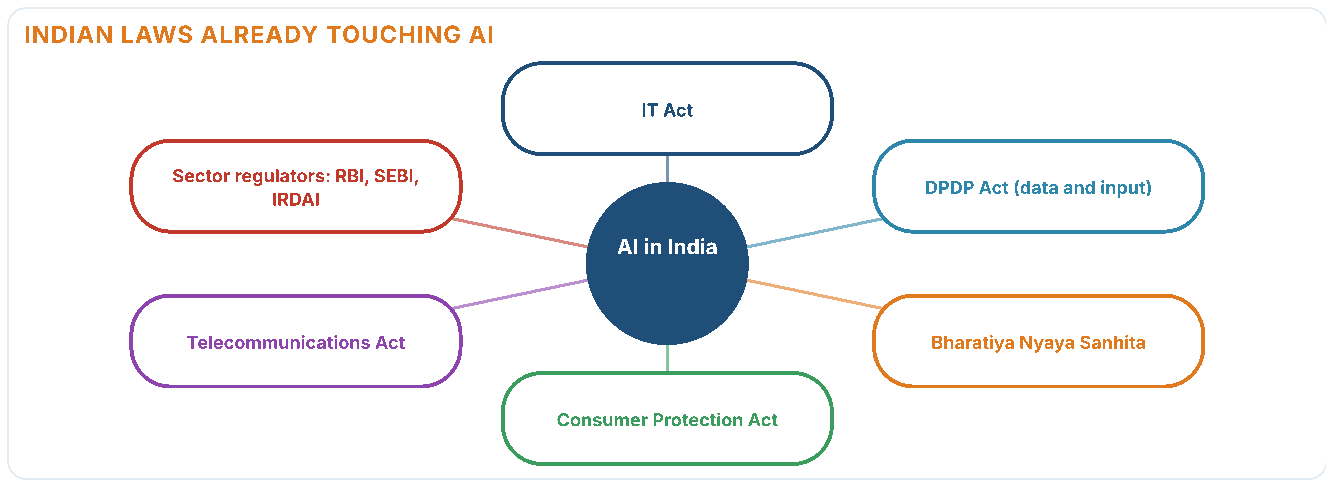 INDIAN LAWS ALREADY TOUCHING AI
IT Act
Sector regulators: RBI, SEBI,
IRDAI
DPDP Act (data and input)
AI in India
Telecommunications Act
Bharatiya Nyaya Sanhita
Consumer Protection Act